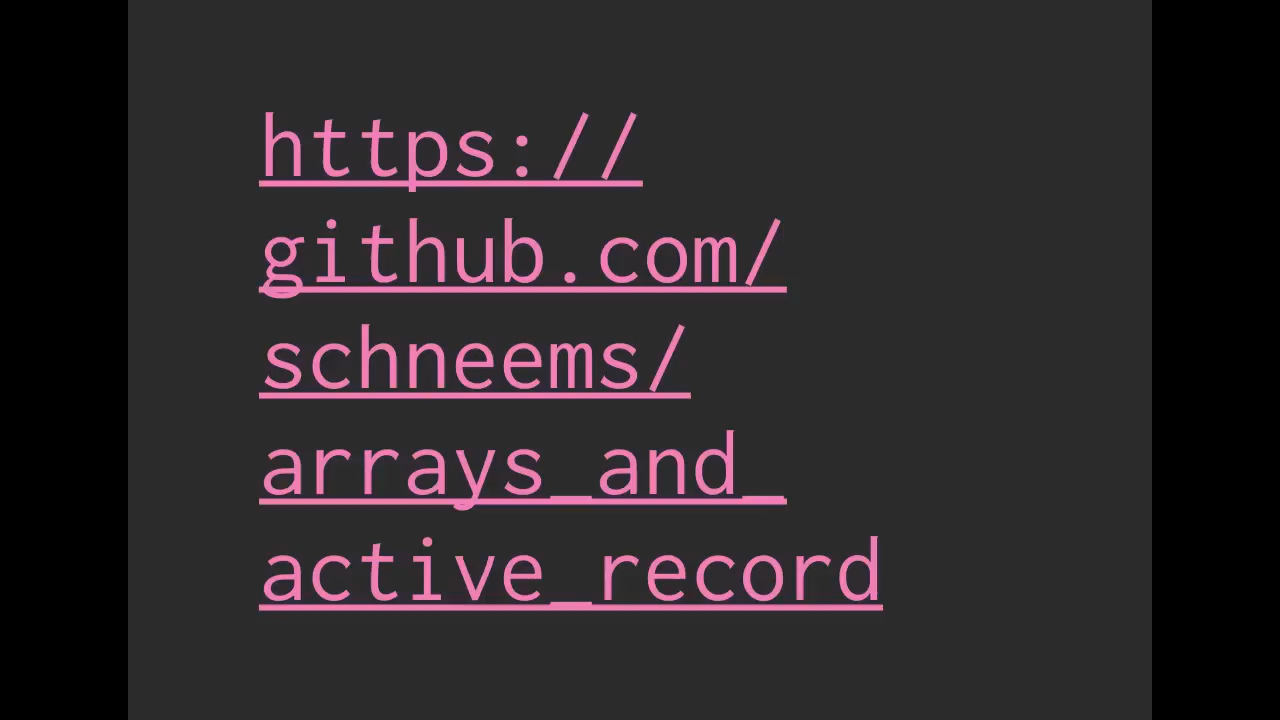 https://
github.com/
schneems/
arrays_and_
active_record